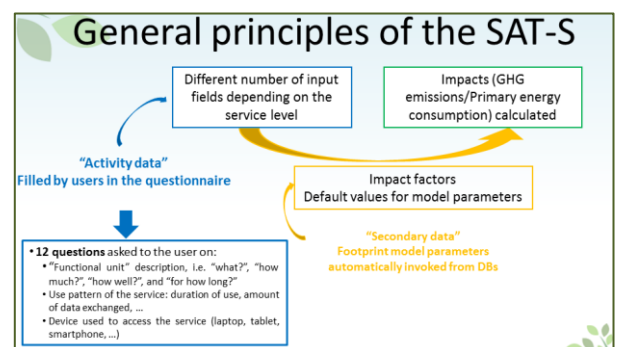 General principles of the SAT-S
Different number of input
fields depending on the
service level
Impacts (GHG
emissions/Primary energy
consumption) calculated
“Activity data”
Filled by users in the questionnaire
Impact factors
Default values for model parameters
“Secondary data”
Footprint model parameters
automatically invoked from DBs
• 12 questions asked to the user on:
• “Functional unit” description, i.e. “what?”, “how
much?”, “how well?”, and “for how long?”
• Use pattern of the service: duration of use, amount
of data exchanged, ...
• Device used to access the service (laptop, tablet,
smartphone, ...)